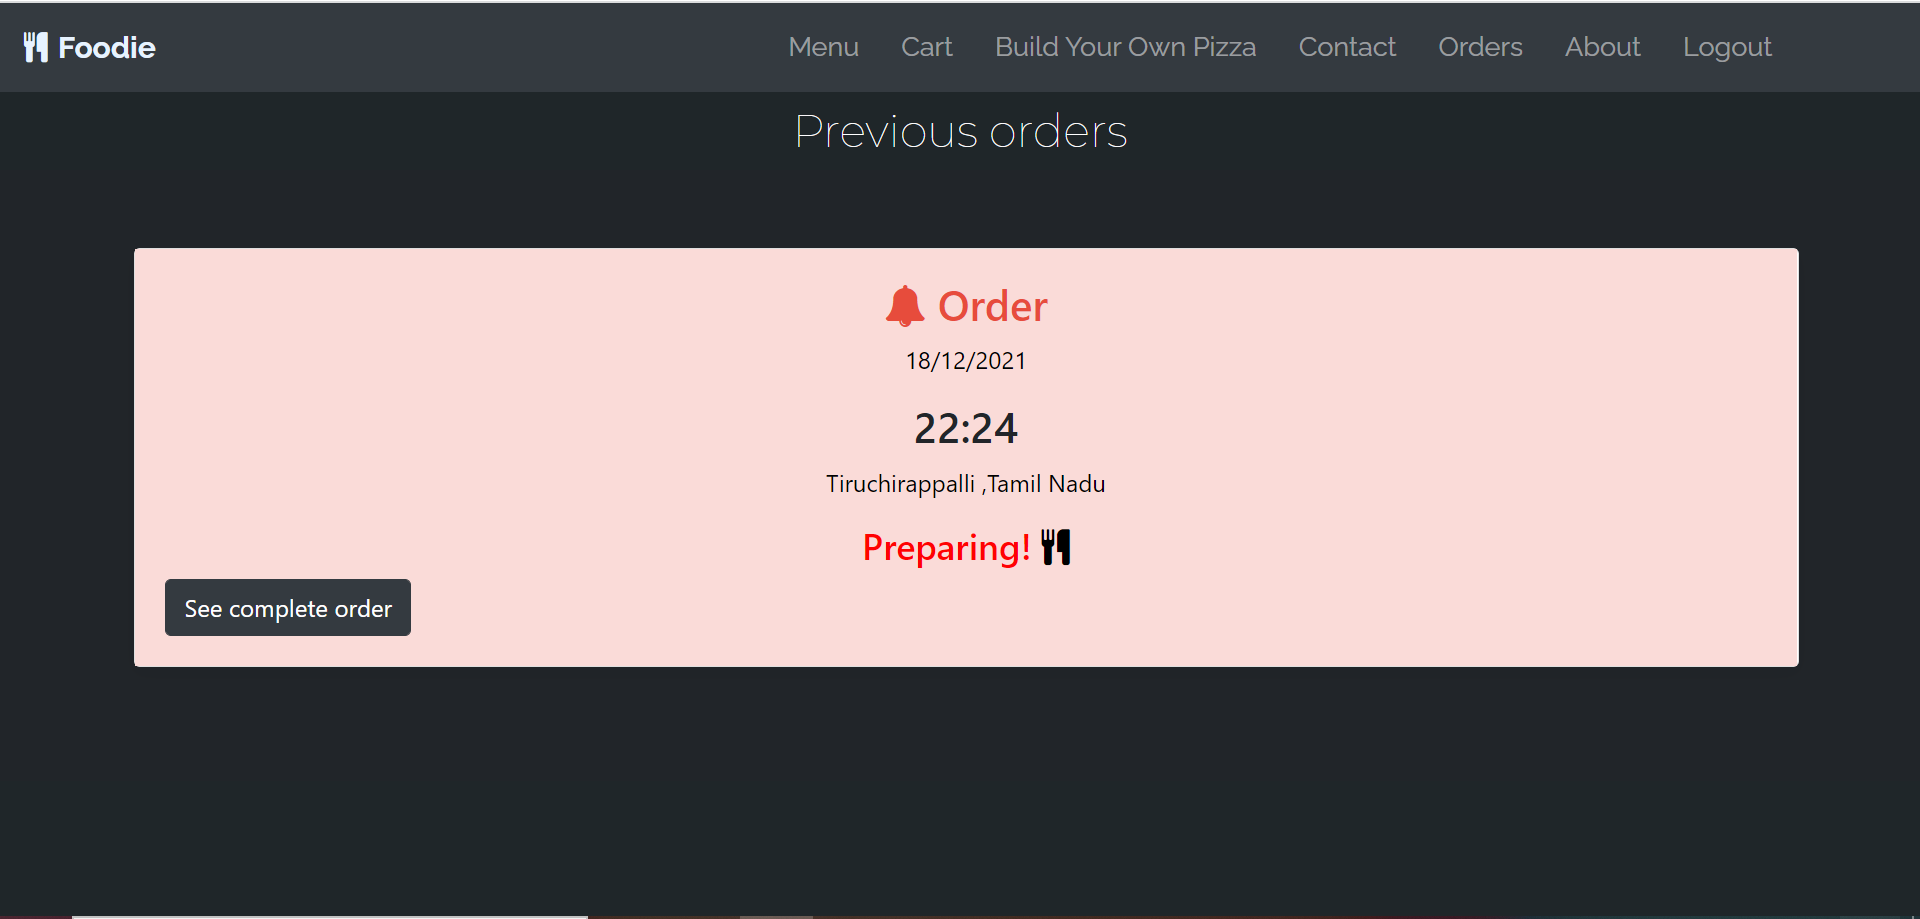 Foodie Menu Cart Build Your Own Pizza Contact Orders About Logout
Previous orders
Order
18/12/2021
22:24
Tiruchirappalli ,Tamil Nadu
Preparing!
See complete order